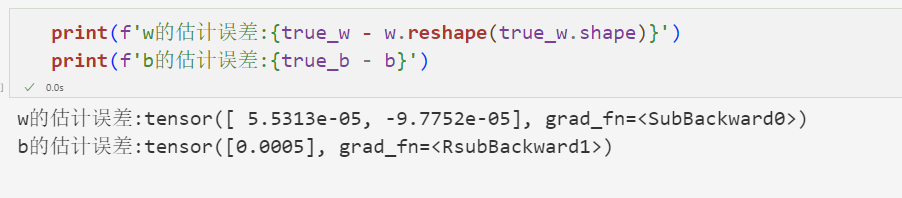 print(f'w的估计误差:{true_w - w.reshape(true_w.shape)}')
print(f'b的估计误差:{true_b - b}')
] ✓ 0.0s
w的估计误差:tensor([ 5.5313e-05, -9.7752e-05], grad_fn=<SubBackward0>)
b的估计误差:tensor([0.0005], grad_fn=<RsubBackward1>)